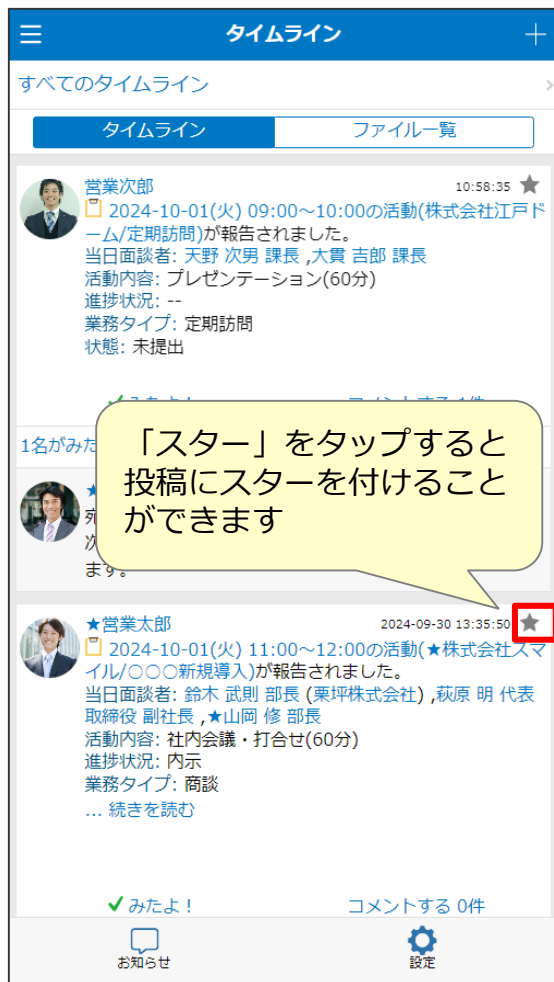 タイムライン
すべてのタイムライン
タイムライン
ファイル一覧
営業次郎
10:58:35
2024-10-01(火) 09:00～10:00の活動(株式会社江戸ド
ーム/定期訪問)が報告されました。
当日面談者: 天野 次男 課長 ,大貫 吉郎 課長
活動内容: プレゼンテーション(60分)
進捗状況: --
業務タイプ: 定期訪問
状態: 未提出
1名がみた
「スター」をタップすると
投稿にスターを付けること
ができます
ます。
★営業太郎
2024-09-30 13:35:50
2024-10-01(火) 11:00～12:00の活動(★株式会社スマ
イル/○○○新規導入)が報告されました。
当日面談者: 鈴木 武則 部長 (栗坪株式会社) ,萩原 明 代表
取締役 副社長 ,★山岡 修 部長
活動内容: 社内会議・打合せ(60分)
進捗状況: 内示
業務タイプ: 商談
... 続きを読む
みたよ！
コメントする 0件
お知らせ
設定